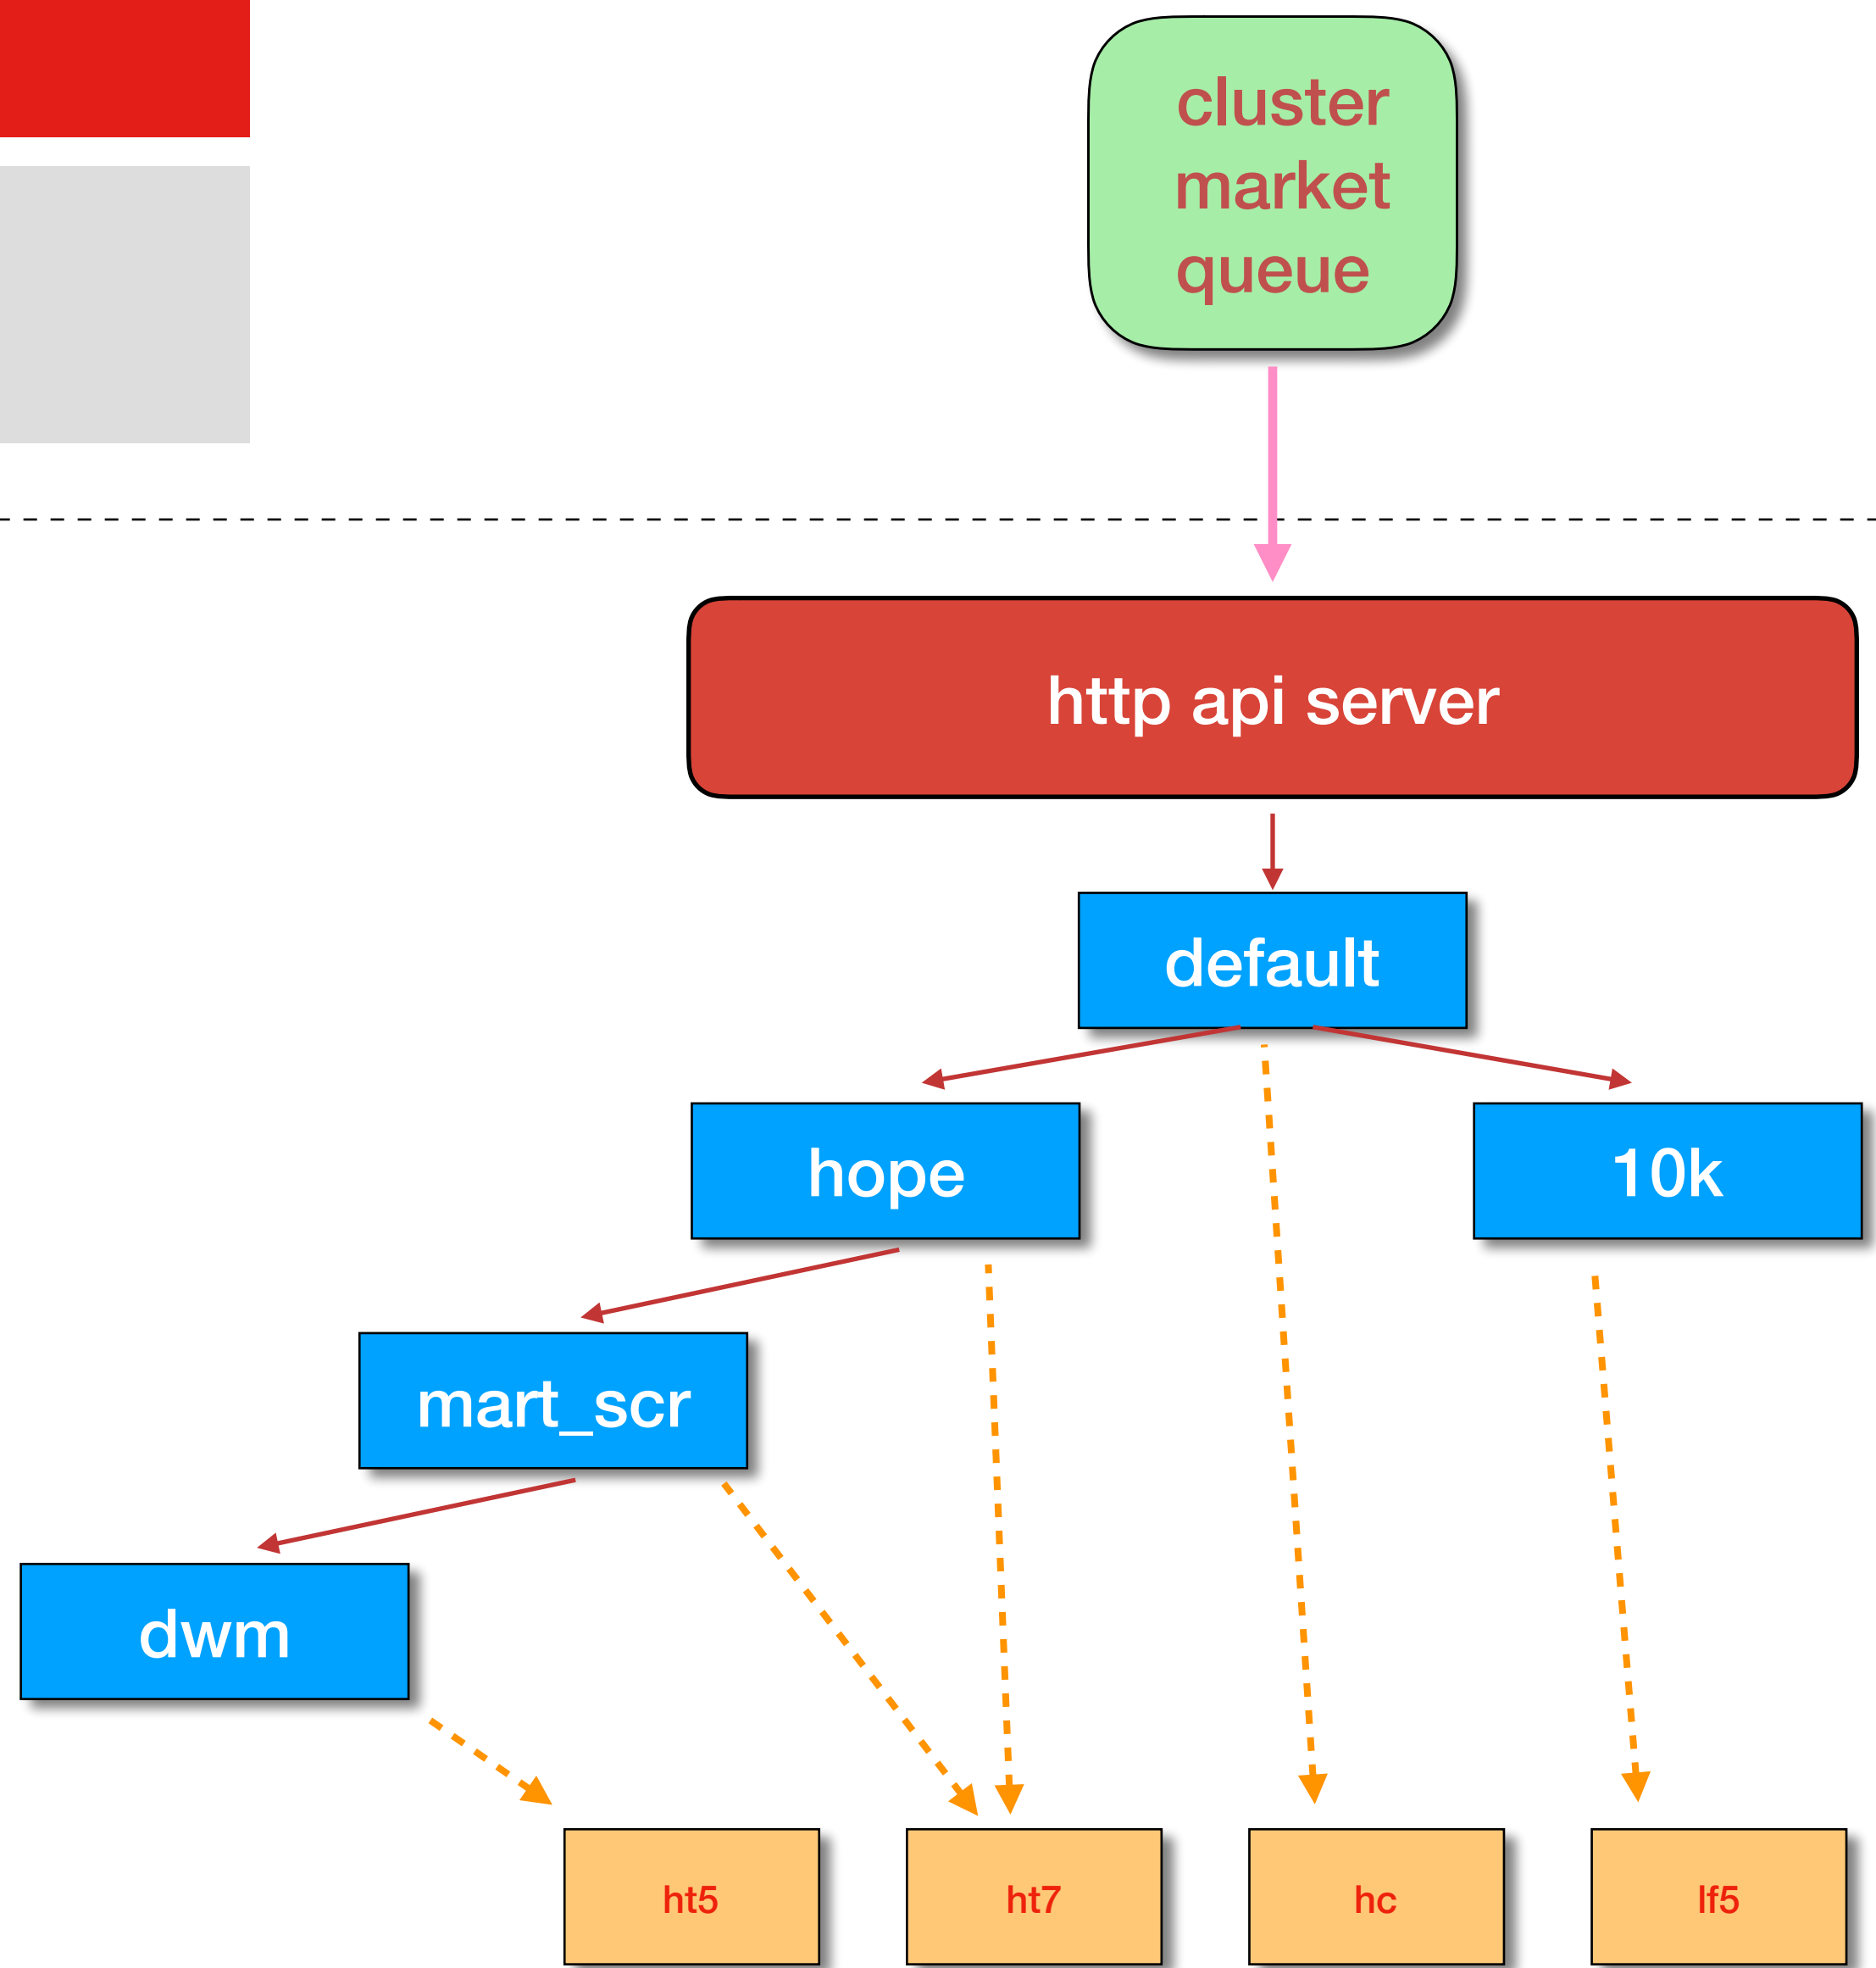 cluster
market
queue
http api server
default
hope
10k
mart_scr
dwm
ht5
ht7
hc
lf5